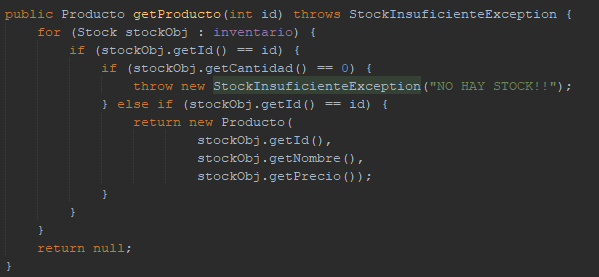 public Producto getProducto(int id) throws StockInsuficienteException {
    for (Stock stockObj : inventario) {
        if (stockObj.getId() == id) {
            if (stockObj.getCantidad() == 0) {
                throw new StockInsuficienteException("NO HAY STOCK!!");
            } else if (stockObj.getId() == id) {
                return new Producto(
                        stockObj.getId(),
                        stockObj.getNombre(),
                        stockObj.getPrecio());
            }
        }
    }
    return null;
}